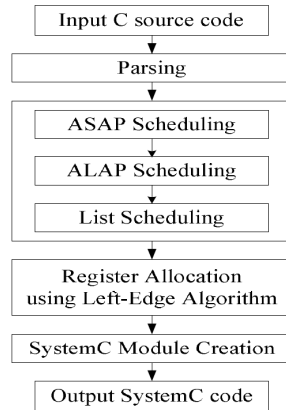 Input C source code
Parsing
ASAP Scheduling
ALAP Scheduling
List Scheduling
Register Allocation
using Left-Edge Algorithm
SystemC Module Creation
Output SystemC code